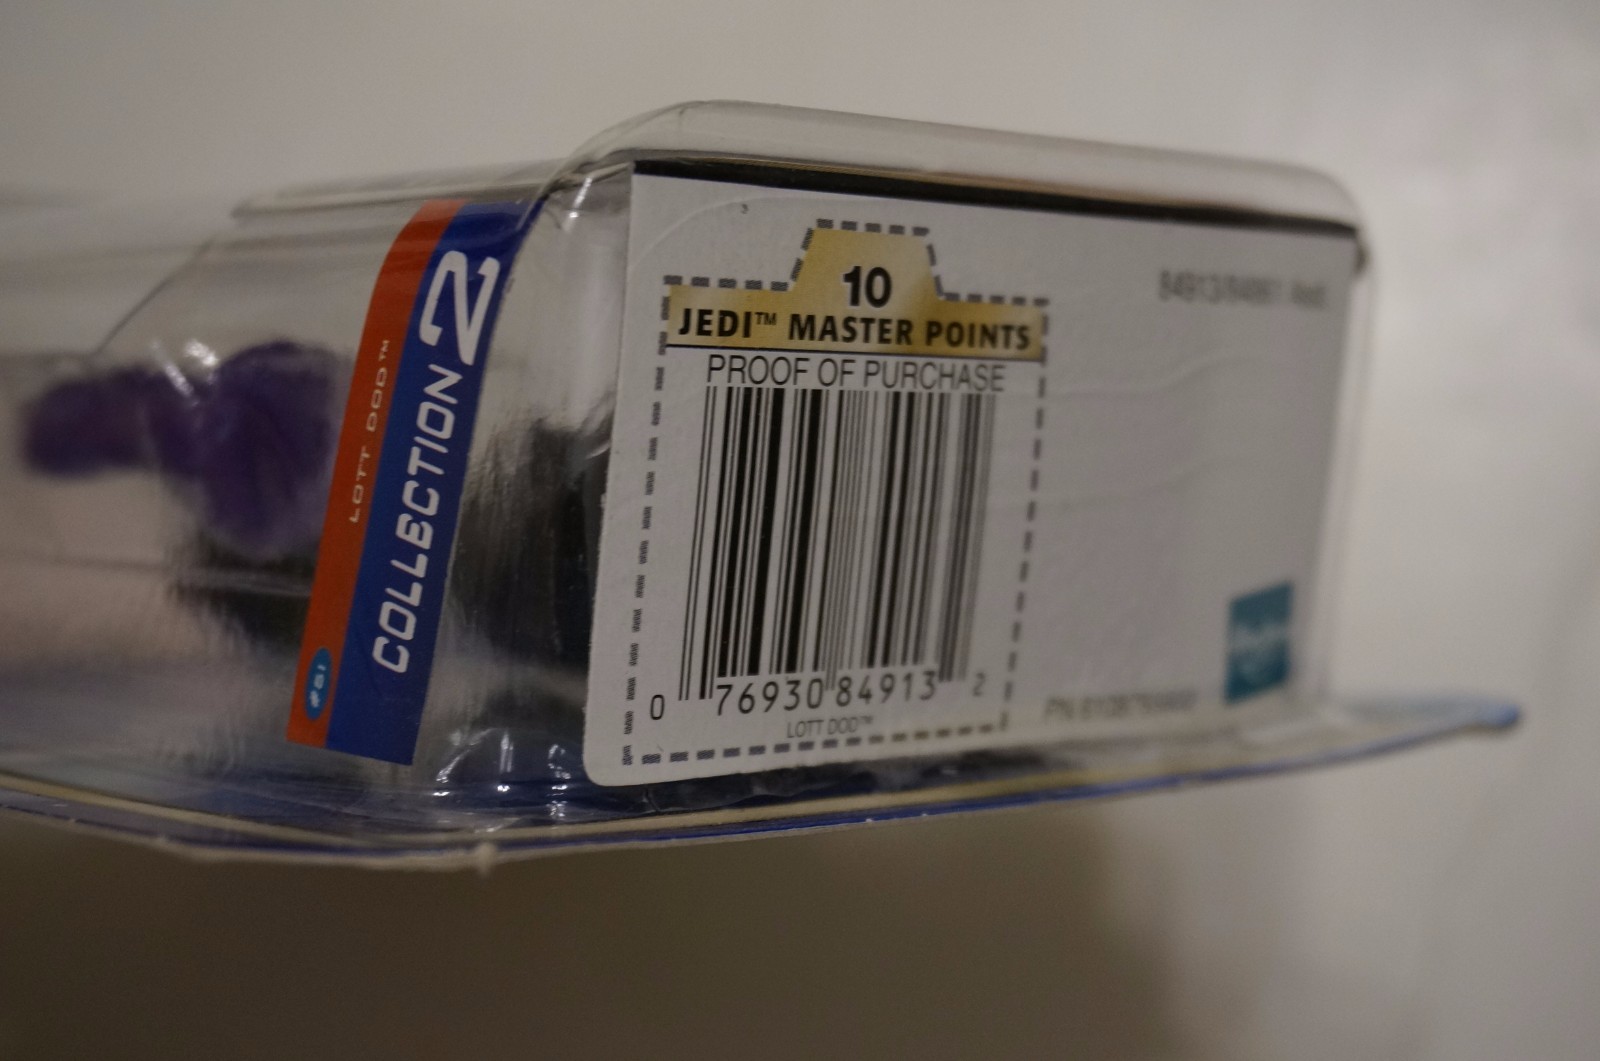 LOTT DOD™
COLLECTION 2
10
JEDI™ MASTER POINTS
PROOF OF PURCHASE
0 76930 84913 2
LOTT DOD™